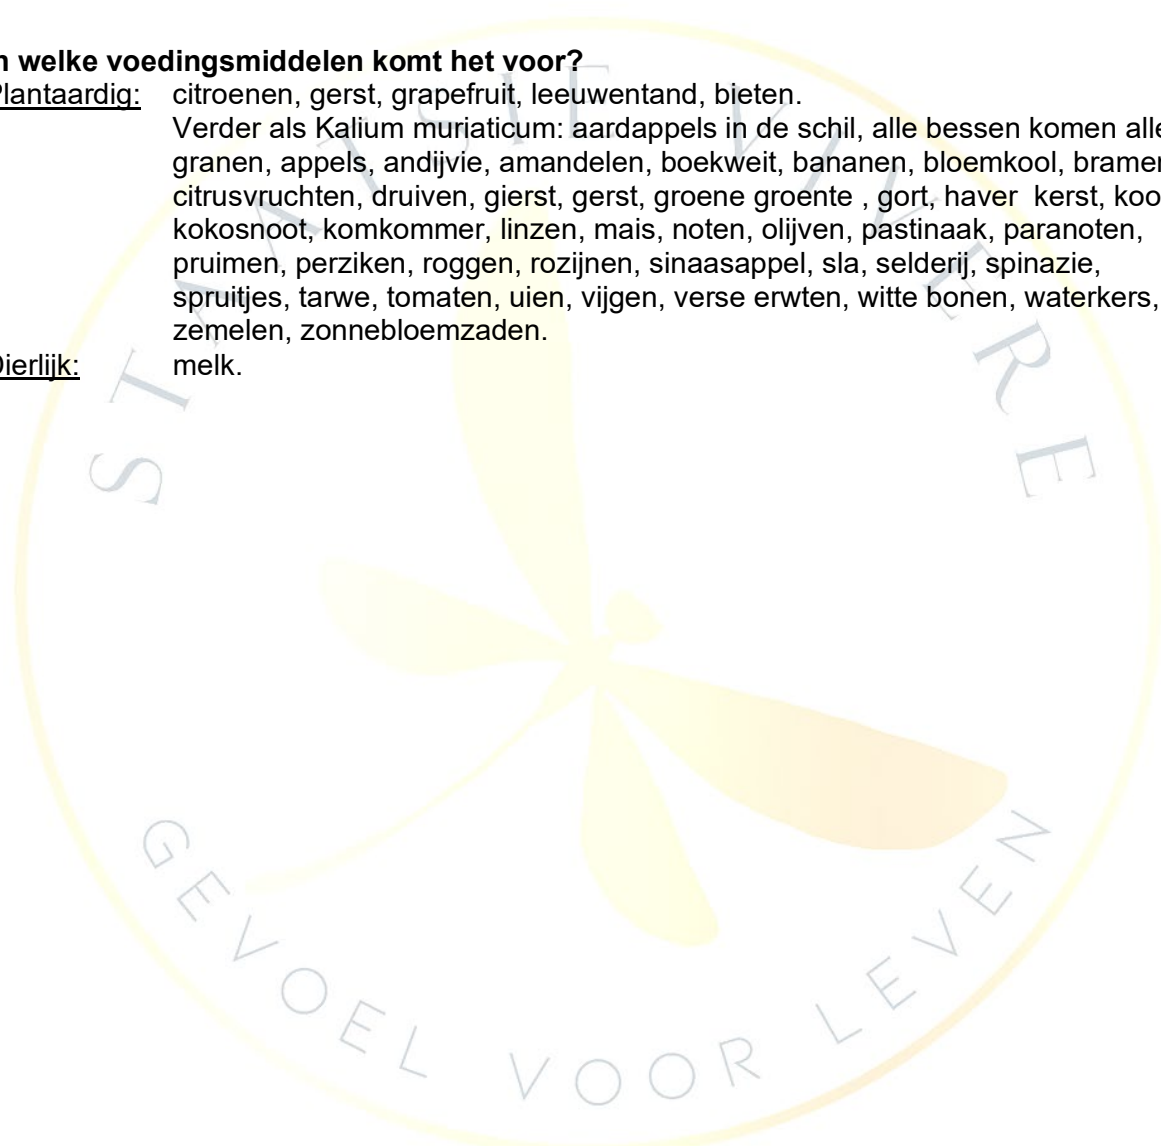 n welke voedingsmiddelen komt het voor?
Plantaardig: citroenen, gerst, grapefruit, leeuwentand, bieten.
Verder als Kalium muriaticum: aardappels in de schil, alle bessen komen alle
granen, appels, andijvie, amandelen, boekweit, bananen, bloemkool, bramen
citrusvruchten, druiven, gierst, gerst, groene groente , gort, haver kerst, koo
kokosnoot, komkommer, linzen, mais, noten, olijven, pastinaak, paranoten,
pruimen, perziken, roggen, rozijnen, sinaasappel, sla, selderij, spinazie,
spruitjes, tarwe, tomaten, uien, vijgen, verse erwten, witte bonen, waterkers,
zemelen, zonnebloemzaden.
Dierlijk: melk.
STAATSIE VIVERE
GEVOEL VOOR LEVEN